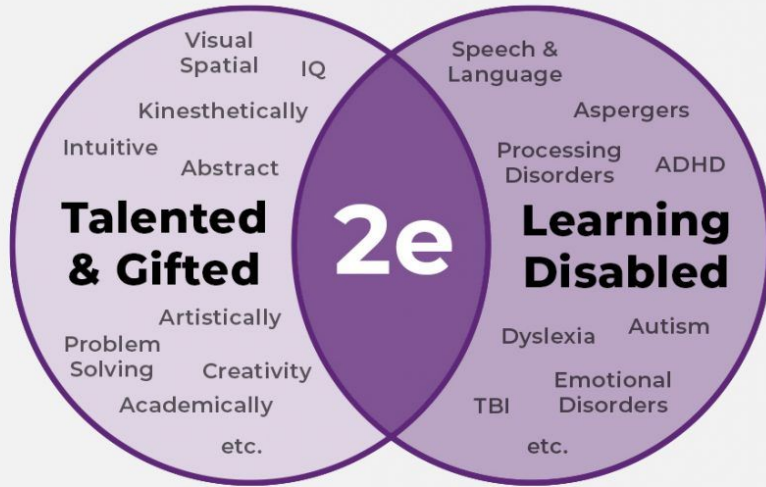 Visual
Spatial
IQ
Kinesthetically
Intuitive
Abstract
Talented
& Gifted
Artistically
Problem
Solving
Creativity
Academically
etc.
2e
Speech &
Language
Aspergers
Processing
Disorders
ADHD
Learning
Disabled
Dyslexia
Autism
Emotional
Disorders
TBI
etc.